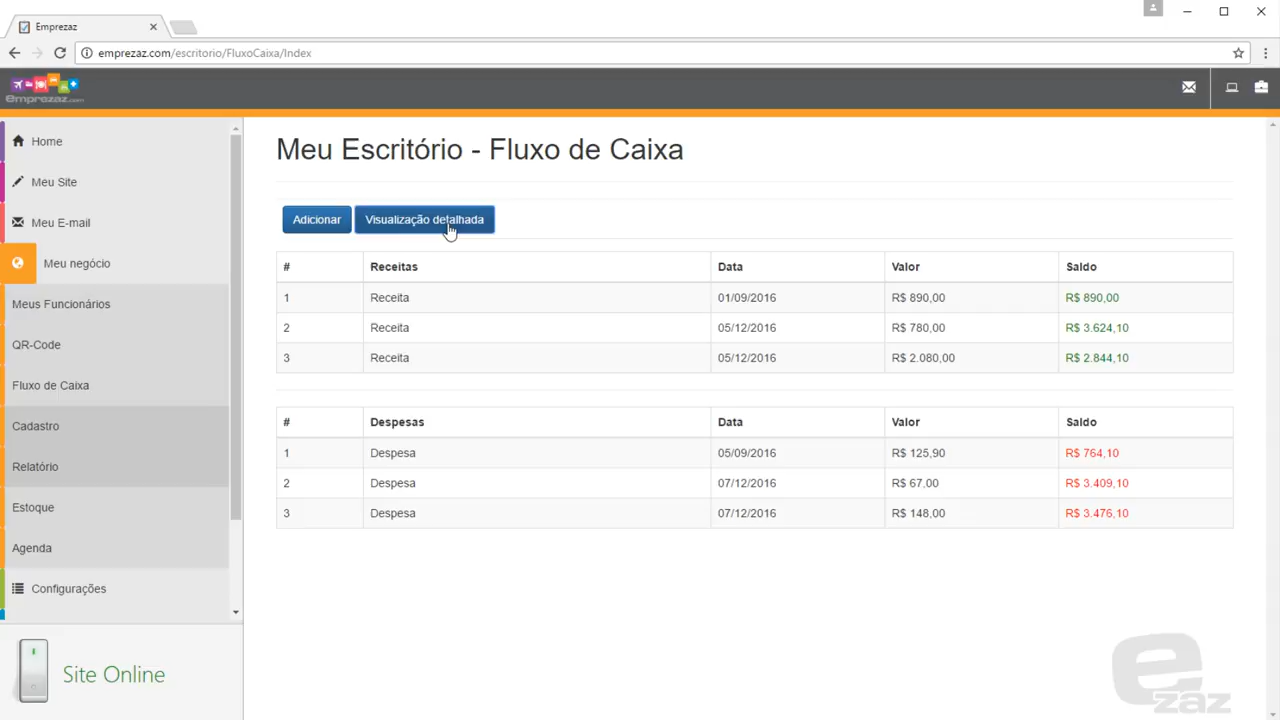 Emprezaz
emprezaz.com/escritorio/FluxoCaixa/Index
emprezaz.com
Home
Meu Site
Meu E-mail
Meu negócio
Meus Funcionários
QR-Code
Fluxo de Caixa
Cadastro
Relatório
Estoque
Agenda
Configurações
Site Online
Meu Escritório - Fluxo de Caixa
Adicionar Visualização detalhada
# Receitas Data Valor Saldo
1 Receita 01/09/2016 R$ 890,00 R$ 890,00
2 Receita 05/12/2016 R$ 780,00 R$ 3.624,10
3 Receita 05/12/2016 R$ 2.080,00 R$ 2.844,10
# Despesas Data Valor Saldo
1 Despesa 05/09/2016 R$ 125,90 R$ 764,10
2 Despesa 07/12/2016 R$ 67,00 R$ 3.409,10
3 Despesa 07/12/2016 R$ 148,00 R$ 3.476,10
e
zaz